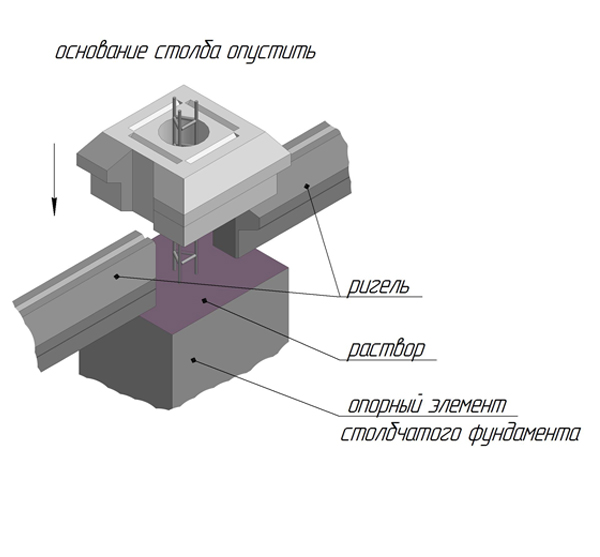 основание столба опустить
ригель
раствор
опорный элемент
столбчатого фундамента